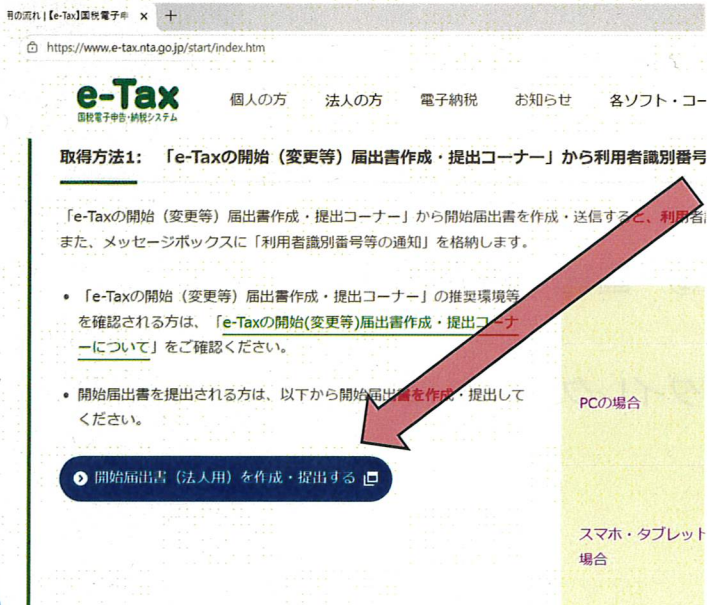 用の流れ | 【e-Tax】国税電子申
https://www.e-tax.nta.go.jp/start/index.htm
e-Tax
国税電子申告・納税システム
個人の方 法人の方 電子納税 お知らせ 各ソフト・コー
取得方法1: 「e-Taxの開始（変更等）届出書作成・提出コーナー」から利用者識別番号
「e-Taxの開始（変更等）届出書作成・提出コーナー」から開始届出書を作成・送信すると、利用者
また、メッセージボックスに「利用者識別番号等の通知」を格納します。
• 「e-Taxの開始（変更等）届出書作成・提出コーナー」の推奨環境等
を確認される方は、「e-Taxの開始(変更等)届出書作成・提出コーナ
ーについて」をご確認ください。
• 開始届出書を提出される方は、以下から開始届出書を作成・提出して
ください。
開始届出書（法人用）を作成・提出する
PCの場合
スマホ・タブレット
場合